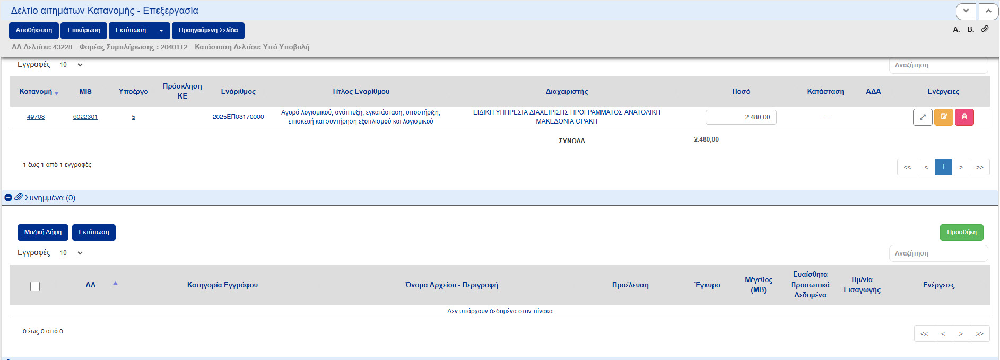 Δελτίο αιτημάτων Κατανομής - Επεξεργασία
Αποθήκευση Επικύρωση Εκτύπωση Προηγούμενη Σελίδα
Α. Β.
ΑΑ Δελτίου: 43228 Φορέας Συμπλήρωσης : 2040112 Κατάσταση Δελτίου: Υπό Υποβολή
Εγγραφές 10 Αναζήτηση
Κατανομή MIS Υποέργο Πρόσκληση ΚΕ Ενάριθμος Τίτλος Εναρίθμου Διαχειριστής Ποσό Κατάσταση ΑΔΑ Ενέργειες
49708 6022301 5 2025ΕΠ03170000 Αγορά λογισμικού, ανάπτυξη, εγκατάσταση, υποστήριξη, ΕΙΔΙΚΗ ΥΠΗΡΕΣΙΑ ΔΙΑΧΕΙΡΙΣΗΣ ΠΡΟΓΡΑΜΜΑΤΟΣ ΑΝΑΤΟΛΙΚΗ 2.480,00 - -
επισκευή και συντήρηση εξοπλισμού και λογισμικού ΜΑΚΕΔΟΝΙΑ ΘΡΑΚΗ
ΣΥΝΟΛΑ 2.480,00
1 έως 1 από 1 εγγραφές << < 1 > >>
Συνημμένα (0)
Μαζική Λήψη Εκτύπωση Προσθήκη
Εγγραφές 10 Αναζήτηση
ΑΑ Κατηγορία Εγγράφου Όνομα Αρχείου - Περιγραφή Προέλευση Έγκυρο Μέγεθος (MB) Ευαίσθητα Προσωπικά Δεδομένα Ημ/νία Εισαγωγής Ενέργειες
Δεν υπάρχουν δεδομένα στον πίνακα
0 έως 0 από 0 << < > >>